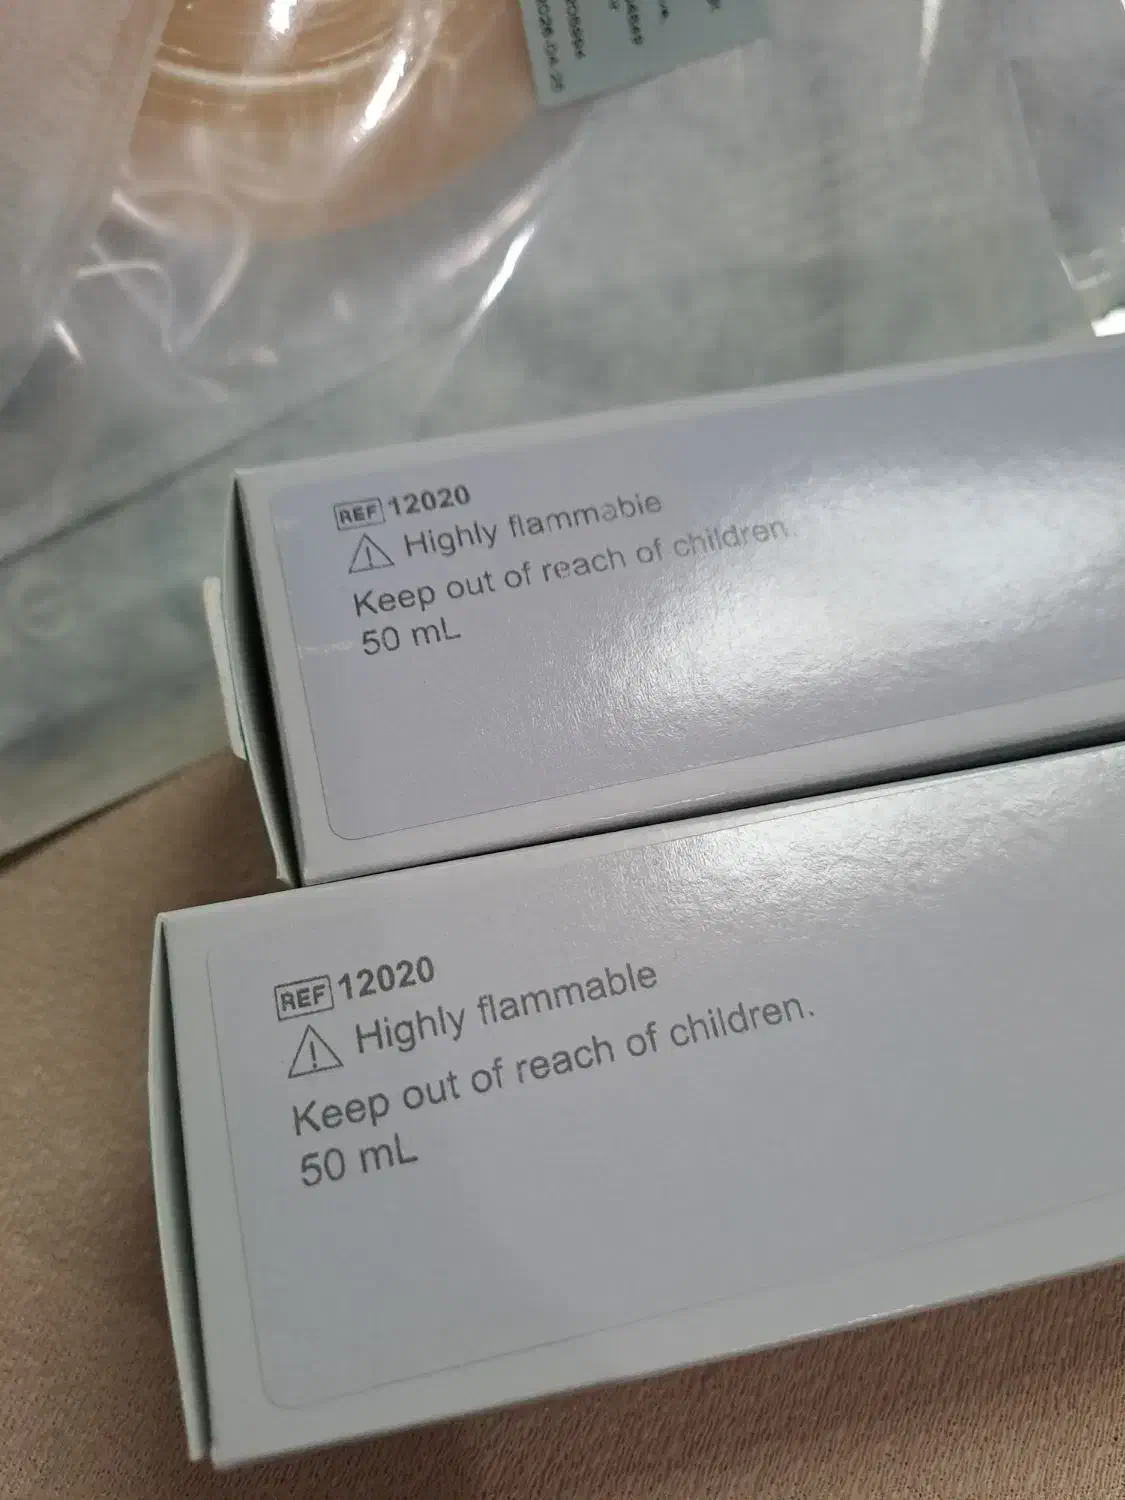 REF 12020
Highly flammabie
Keep out of reach of children.
50 mL
REF 12020
Highly flammable
Keep out of reach of children.
50 mL